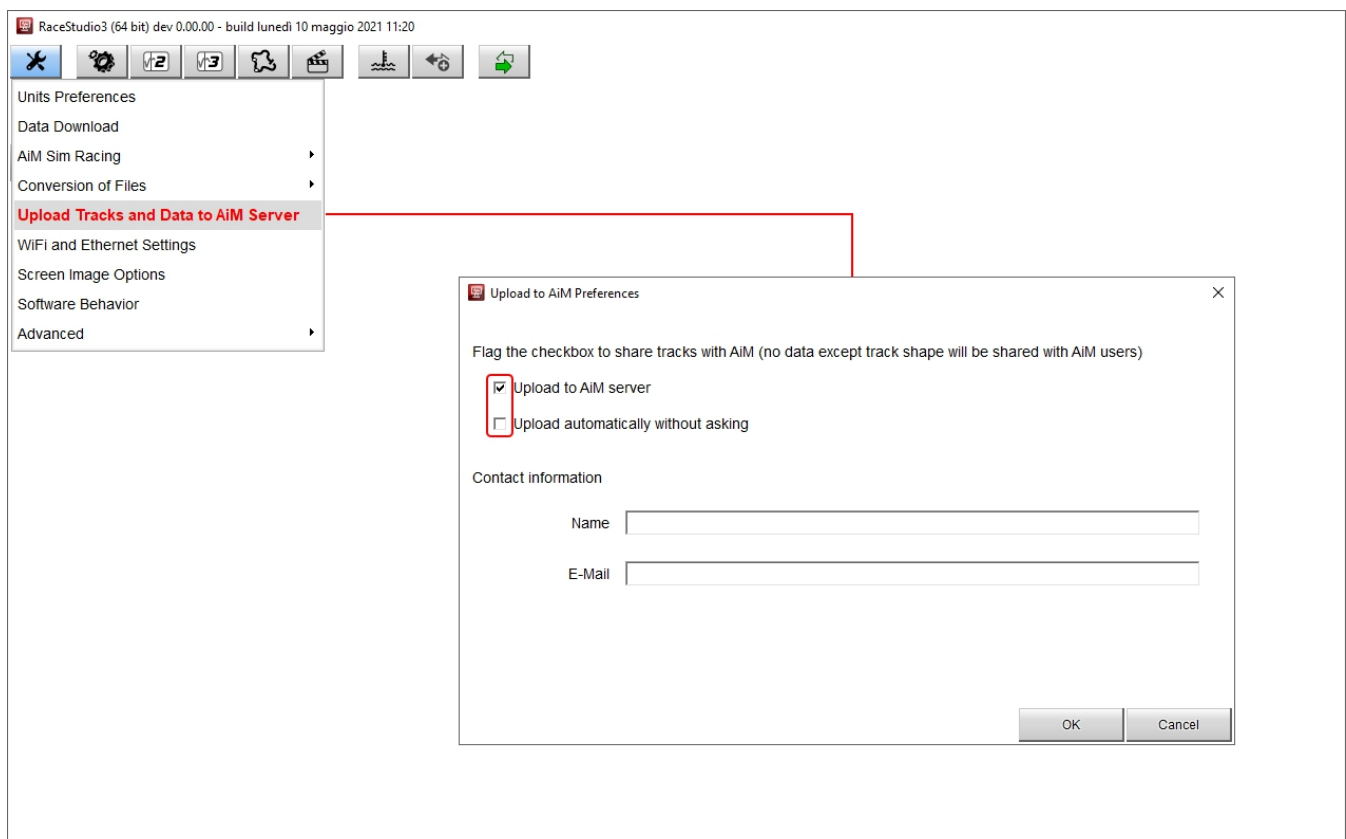 RaceStudio3 (64 bit) dev 0.00.00 - build lunedì 10 maggio 2021 11:20
2 3
Units Preferences
Data Download
AiM Sim Racing
Conversion of Files
Upload Tracks and Data to AiM Server
WiFi and Ethernet Settings
Screen Image Options
Software Behavior
Advanced
Upload to AiM Preferences
Flag the checkbox to share tracks with AiM (no data except track shape will be shared with AiM users)
Upload to AiM server
Upload automatically without asking
Contact information
Name
E-Mail
OK Cancel